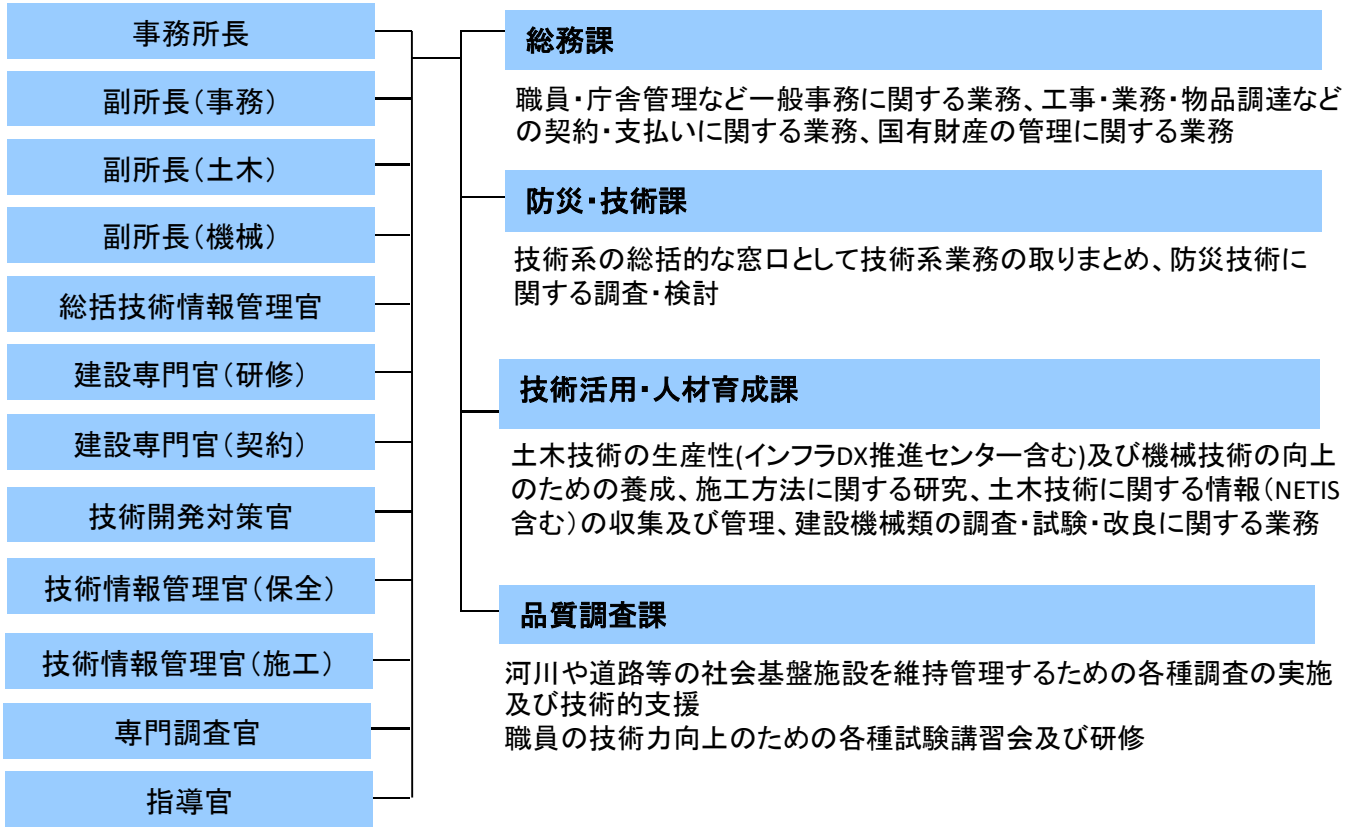 事務所長
副所長（事務）
副所長（土木）
副所長（機械）
総括技術情報管理官
建設専門官（研修）
建設専門官（契約）
技術開発対策官
技術情報管理官（保全）
技術情報管理官（施工）
専門調査官
指導官
総務課
職員・庁舎管理など一般事務に関する業務、工事・業務・物品調達など
の契約・支払いに関する業務、国有財産の管理に関する業務
防災・技術課
技術系の総括的な窓口として技術系業務の取りまとめ、防災技術に
関する調査・検討
技術活用・人材育成課
土木技術の生産性(インフラDX推進センター含む)及び機械技術の向上
のための養成、施工方法に関する研究、土木技術に関する情報（NETIS
含む）の収集及び管理、建設機械類の調査・試験・改良に関する業務
品質調査課
河川や道路等の社会基盤施設を維持管理するための各種調査の実施
及び技術的支援
職員の技術力向上のための各種試験講習会及び研修